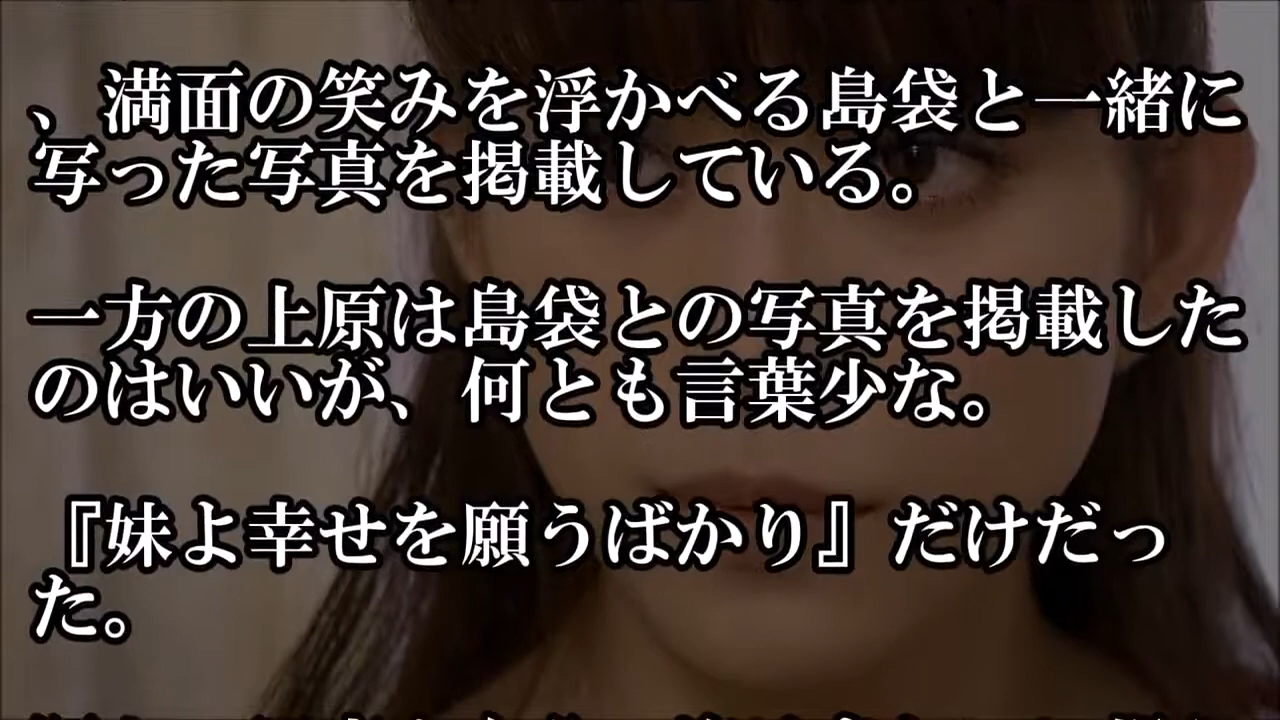 、満面の笑みを浮かべる島袋と一緒に
写った写真を掲載している。
一方の上原は島袋との写真を掲載した
のはいいが、何とも言葉少な。
『妹よ幸せを願うばかり』だけだっ
た。